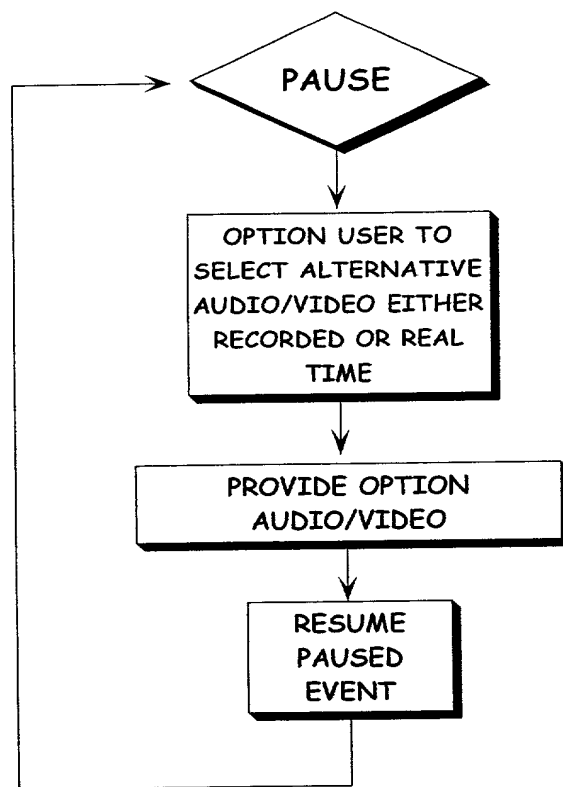 PAUSE
OPTION USER TO
SELECT ALTERNATIVE
AUDIO/VIDEO EITHER
RECORDED OR REAL
TIME
PROVIDE OPTION
AUDIO/VIDEO
RESUME
PAUSED
EVENT